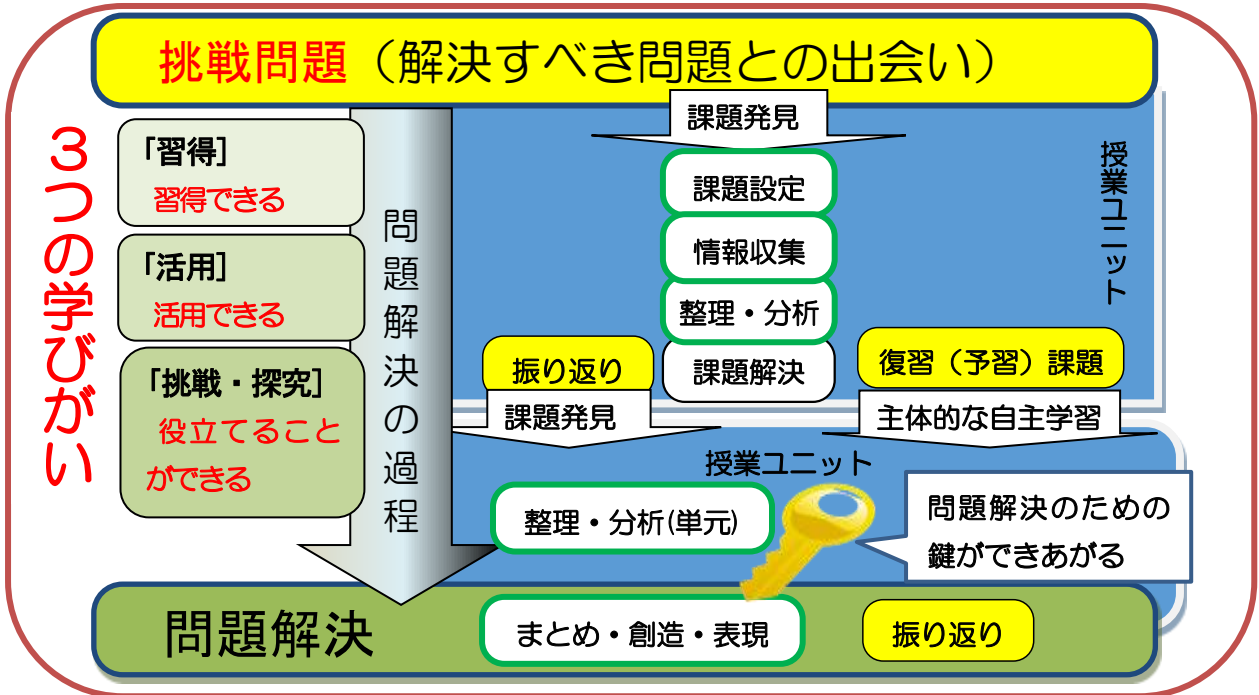 挑戦問題（解決すべき問題との出会い）
３つの学びがい
「習得］
習得できる
「活用］
活用できる
「挑戦・探究］
役立てること
ができる
問題解決の過程
課題発見
課題設定
情報収集
整理・分析
課題解決
授業ユニット
振り返り
課題発見
復習（予習）課題
主体的な自主学習
授業ユニット
整理・分析(単元)
問題解決のための
鍵ができあがる
問題解決
まとめ・創造・表現
振り返り